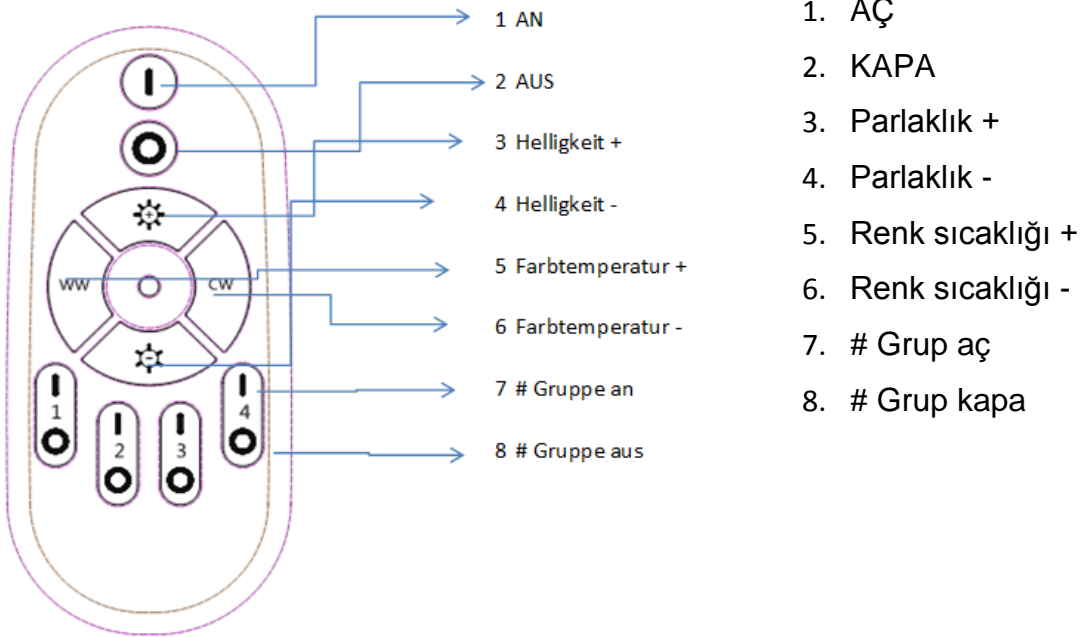 1 AN
2 AUS
3 Helligkeit +
4 Helligkeit -
5 Farbtemperatur +
6 Farbtemperatur -
7 # Gruppe an
8 # Gruppe aus
WW
CW
1
2
3
4
1. AÇ
2. KAPA
3. Parlaklık +
4. Parlaklık -
5. Renk sıcaklığı +
6. Renk sıcaklığı -
7. # Grup aç
8. # Grup kapa